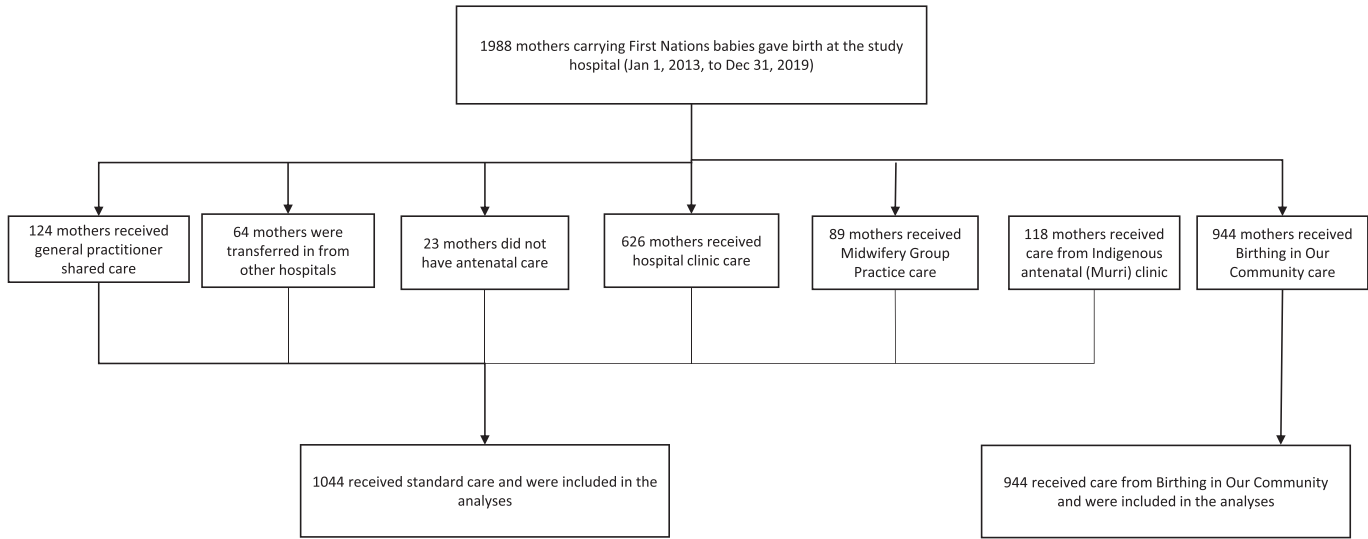 1988 mothers carrying First Nations babies gave birth at the study
hospital (Jan 1, 2013, to Dec 31, 2019)
124 mothers received
general practitioner
shared care
64 mothers were
transferred in from
other hospitals
23 mothers did not
have antenatal care
626 mothers received
hospital clinic care
89 mothers received
Midwifery Group
Practice care
118 mothers received
care from Indigenous
antenatal (Murri) clinic
944 mothers received
Birthing in Our
Community care
1044 received standard care and were included in the
analyses
944 received care from Birthing in Our Community
and were included in the analyses